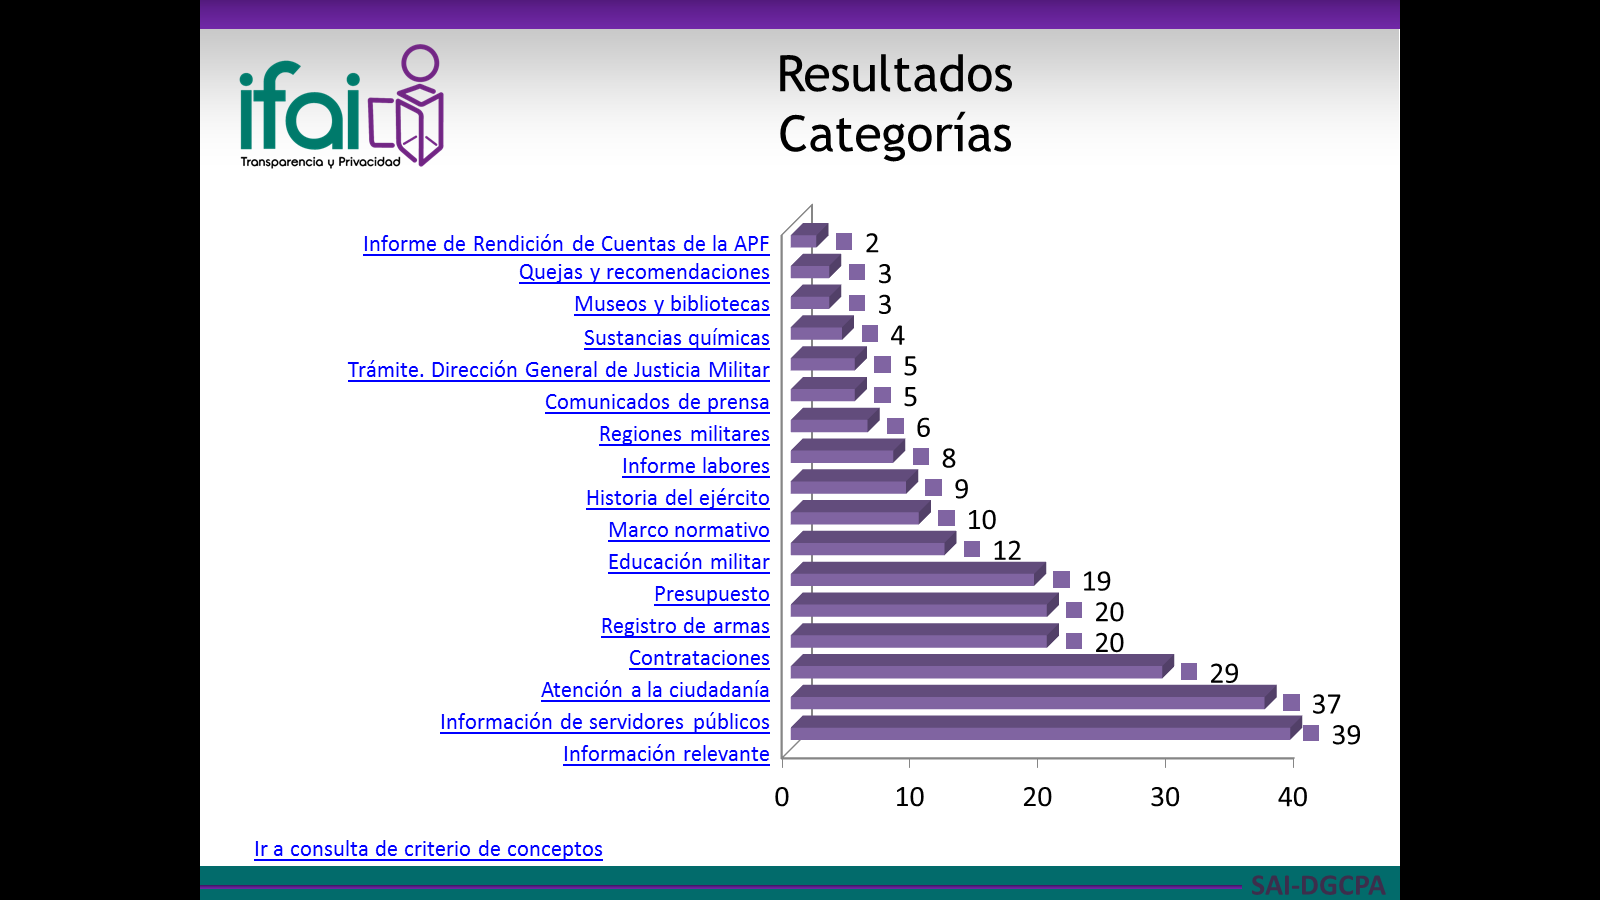 ifai
Transparencia y Privacidad
Resultados
Categorías
Informe de Rendición de Cuentas de la APF 2
Quejas y recomendaciones 3
Museos y bibliotecas 3
Sustancias químicas 4
Trámite. Dirección General de Justicia Militar 5
Comunicados de prensa 5
Regiones militares 6
Informe labores 8
Historia del ejército 9
Marco normativo 10
Educación militar 12
Presupuesto 19
Registro de armas 20
Contrataciones 20
Atención a la ciudadanía 29
Información de servidores públicos 37
Información relevante 39
0 10 20 30 40
Ir a consulta de criterio de conceptos
SAI-DGCPA